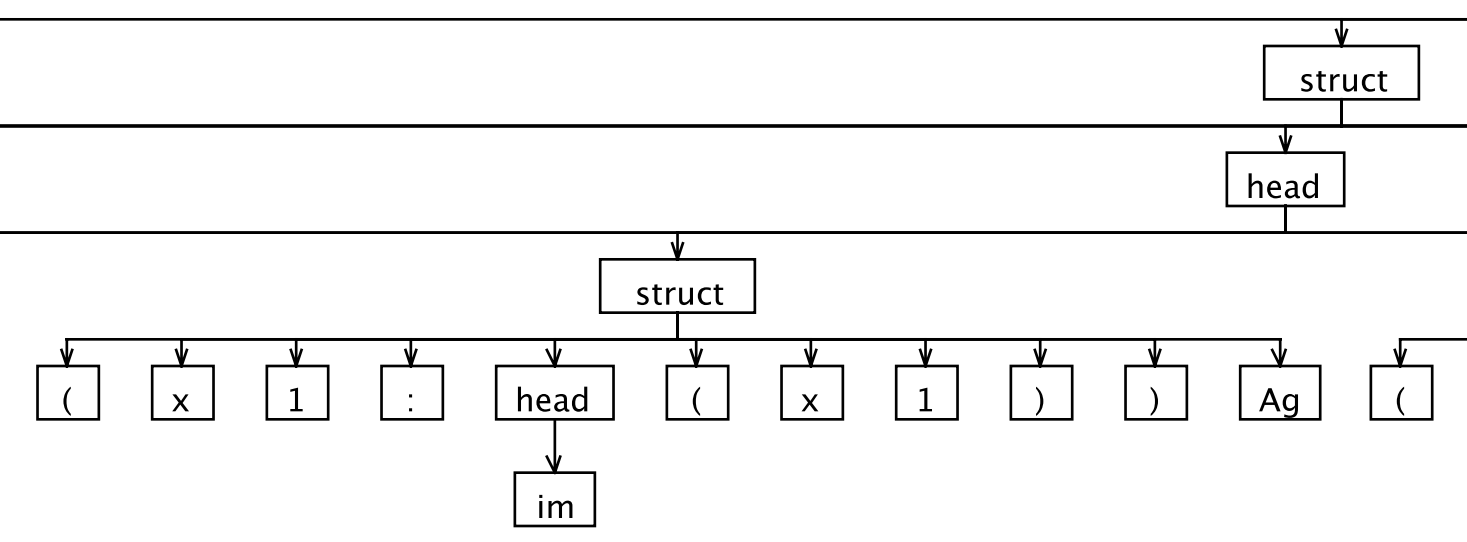 struct
head
struct
( x 1 : head ( x 1 ) ) Ag (
im